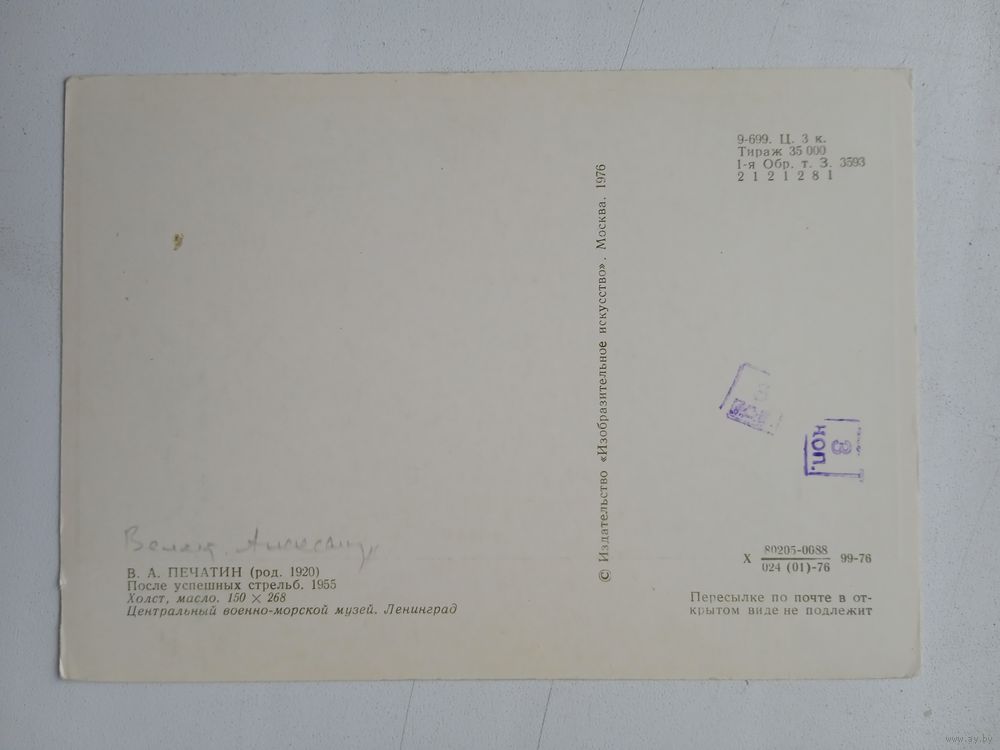 9-699. Ц. 3 к.
Тираж 35 000
1-я Обр. т. З. 3593
2 1 2 1 2 8 1
© Издательство «Изобразительное искусство». Москва. 1976
3
коп.
В. А. ПЕЧАТИН (род. 1920)
После успешных стрельб. 1955
Холст, масло. 150 × 268
Центральный военно-морской музей. Ленинград
X 80205-0088 99-76
024 (01)-76
Пересылке по почте в от-
крытом виде не подлежит
www.ay.by